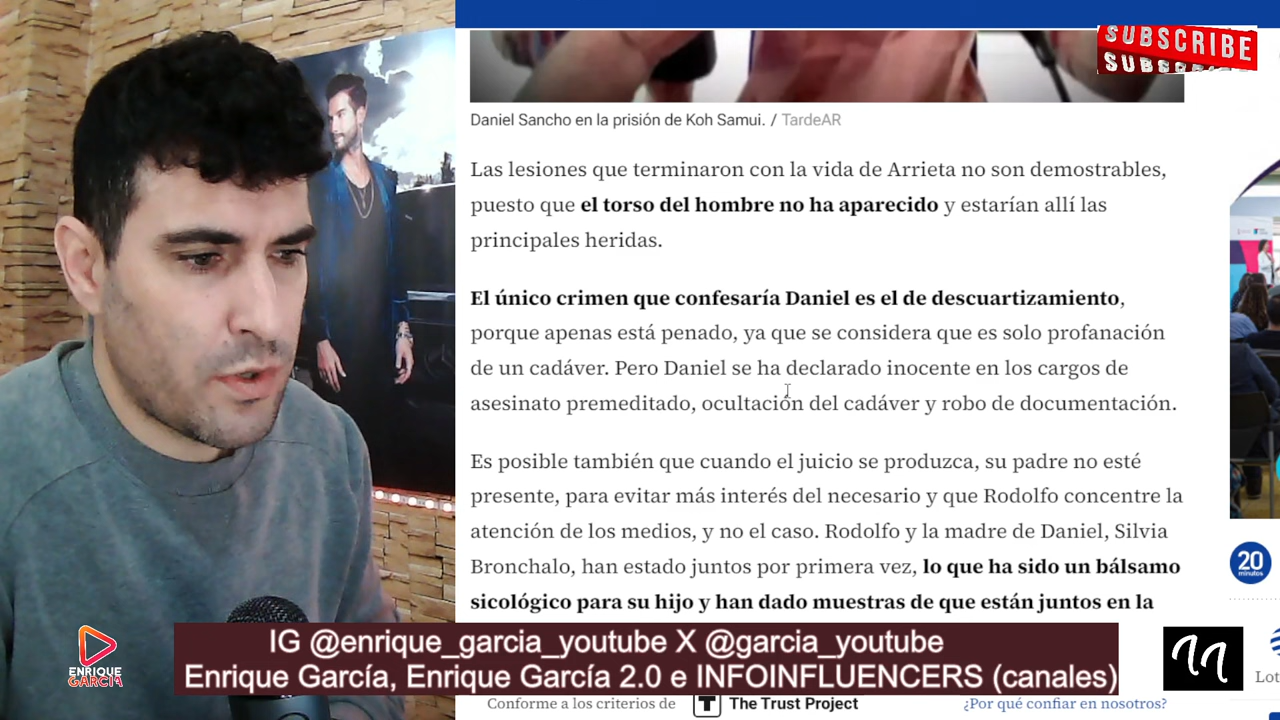 SUBSCRIBE
SUBSCRIBE
Daniel Sancho en la prisión de Koh Samui. / TardeAR
Las lesiones que terminaron con la vida de Arrieta no son demostrables,
puesto que el torso del hombre no ha aparecido y estarían allí las
principales heridas.
El único crimen que confesaría Daniel es el de descuartizamiento,
porque apenas está penado, ya que se considera que es solo profanación
de un cadáver. Pero Daniel se ha declarado inocente en los cargos de
asesinato premeditado, ocultación del cadáver y robo de documentación.
Es posible también que cuando el juicio se produzca, su padre no esté
presente, para evitar más interés del necesario y que Rodolfo concentre la
atención de los medios, y no el caso. Rodolfo y la madre de Daniel, Silvia
Bronchalo, han estado juntos por primera vez, lo que ha sido un bálsamo
sicológico para su hijo y han dado muestras de que están juntos en la
20
minutos
IG @enrique_garcia_youtube X @garcia_youtube
Enrique García, Enrique García 2.0 e INFOINFLUENCERS (canales)
ENRIQUE
GARCIA
Conforme a los criterios de
T The Trust Project
¿Por qué confiar en nosotros?
Lot